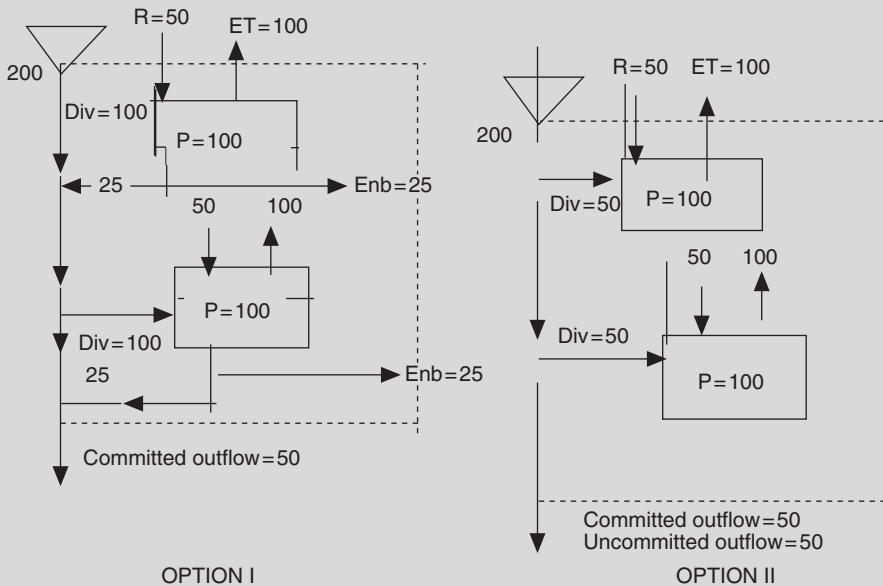 R=50
ET=100
200
Div=100
P=100
25
Enb=25
50
100
P=100
Div=100
25
Enb=25
Committed outflow=50
OPTION I
R=50
ET=100
200
P=100
Div=50
50
100
Div=50
P=100
Committed outflow=50
Uncommitted outflow=50
OPTION II